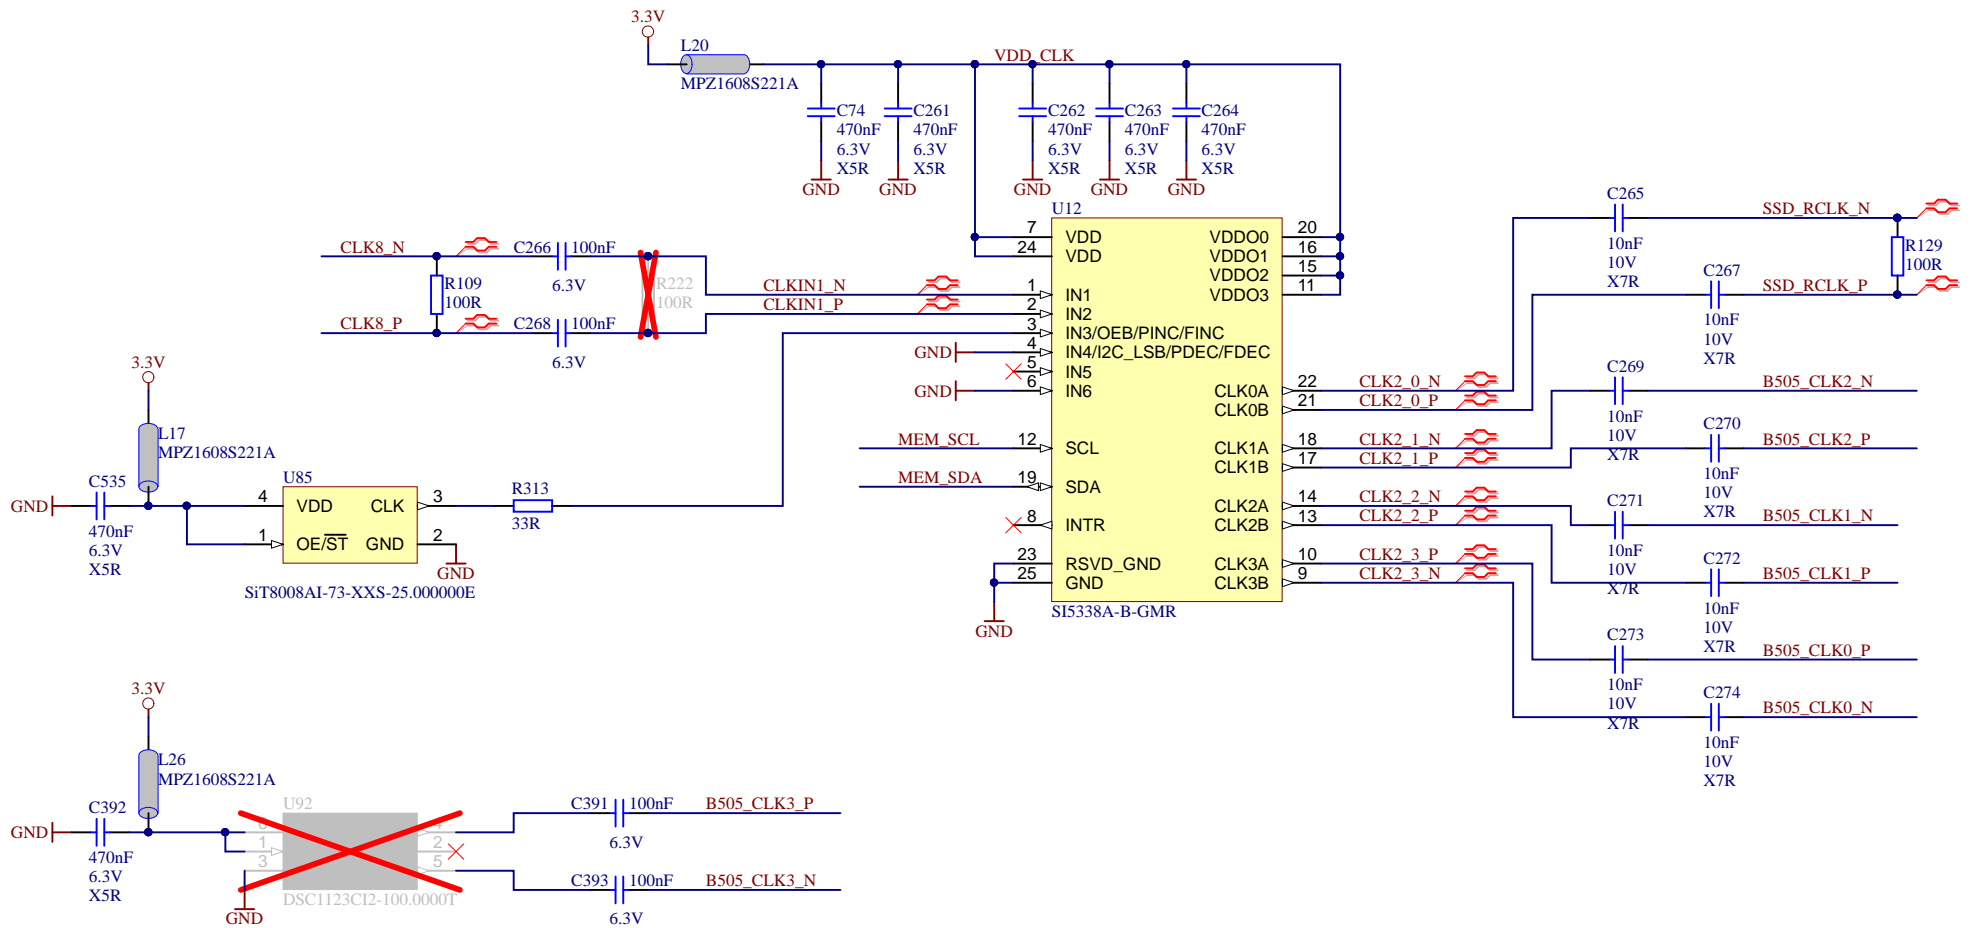 3.3V
L20
MPZ1608S221A
VDD_CLK
C74
470nF
6.3V
X5R
GND
C261
470nF
6.3V
X5R
GND
C262
470nF
6.3V
X5R
GND
C263
470nF
6.3V
X5R
GND
C264
470nF
6.3V
X5R
GND
CLK8_N
R109
100R
CLK8_P
C266
100nF
6.3V
C268
100nF
6.3V
R222
100R
CLKIN1_N
CLKIN1_P
GND
GND
MEM_SCL
MEM_SDA
U12
7
VDD
24
VDD
1
IN1
2
IN2
3
IN3/OEB/PINC/FINC
4
IN4/I2C_LSB/PDEC/FDEC
5
IN5
6
IN6
12
SCL
19
SDA
8
INTR
23
RSVD_GND
25
GND
VDDO0
20
VDDO1
16
VDDO2
15
VDDO3
11
CLK0A
22
CLK0B
21
CLK1A
18
CLK1B
17
CLK2A
14
CLK2B
13
CLK3A
10
CLK3B
9
SI5338A-B-GMR
GND
CLK2_0_N
CLK2_0_P
CLK2_1_N
CLK2_1_P
CLK2_2_N
CLK2_2_P
CLK2_3_P
CLK2_3_N
C265
10nF
10V
X7R
SSD_RCLK_N
R129
100R
C267
10nF
10V
X7R
SSD_RCLK_P
C269
10nF
10V
X7R
B505_CLK2_N
C270
10nF
10V
X7R
B505_CLK2_P
C271
10nF
10V
X7R
B505_CLK1_N
C272
10nF
10V
X7R
B505_CLK1_P
C273
10nF
10V
X7R
B505_CLK0_P
C274
10nF
10V
X7R
B505_CLK0_N
3.3V
L17
MPZ1608S221A
GND
C535
470nF
6.3V
X5R
U85
4
VDD
1
OE/ST
CLK
3
GND
2
GND
SiT8008AI-73-XXS-25.000000E
R313
33R
3.3V
L26
MPZ1608S221A
GND
C392
470nF
6.3V
X5R
U92
6
1
3
4
2
5
DSC1123CI2-100.0000T
GND
C391
100nF
6.3V
B505_CLK3_P
C393
100nF
6.3V
B505_CLK3_N